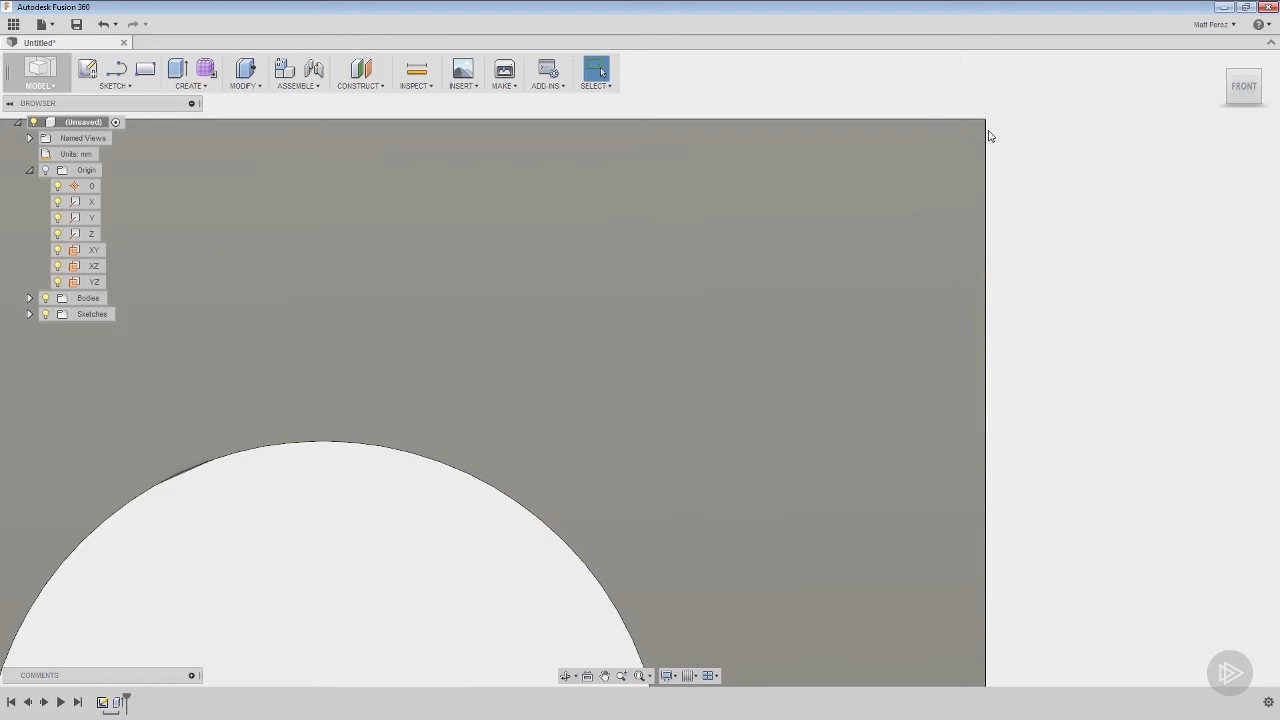 Autodesk Fusion 360
Matt Perez
Untitled*
MODEL
SKETCH
CREATE
MODIFY
ASSEMBLE
CONSTRUCT
INSPECT
INSERT
MAKE
ADD-INS
SELECT
FRONT
BROWSER
(Unsaved)
Named Views
Units: mm
Origin
O
X
Y
Z
XY
XZ
YZ
Bodies
Sketches
COMMENTS